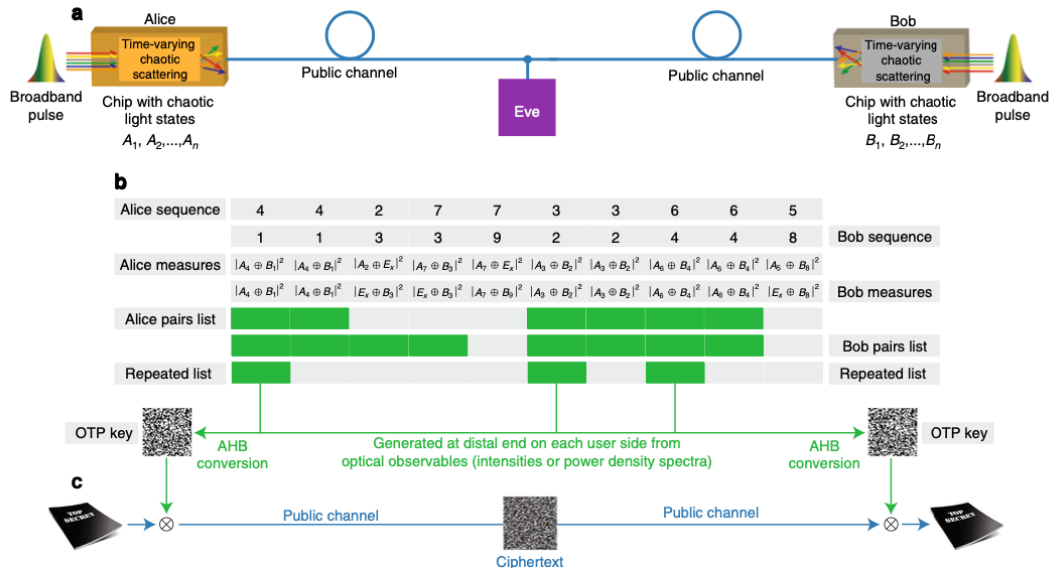 a
Alice
Bob
Time-varying
chaotic
scattering
Time-varying
chaotic
scattering
Public channel
Public channel
Broadband
pulse
Chip with chaotic
light states
A1, A2,...,An
Eve
Chip with chaotic
light states
B1, B2,...,Bn
Broadband
pulse
b
Alice sequence 4 4 2 7 7 3 3 6 6 5
1 1 3 3 9 2 2 4 4 8 Bob sequence
Alice measures |A4 ⊕ B1|² |A4 ⊕ B1|² |A2 ⊕ Ex|² |A7 ⊕ B3|² |A7 ⊕ Ex|² |A3 ⊕ B2|² |A3 ⊕ B2|² |A6 ⊕ B4|² |A6 ⊕ B4|² |A5 ⊕ B8|²
|A4 ⊕ B1|² |A4 ⊕ B1|² |Ex ⊕ B3|² |Ex ⊕ B3|² |A7 ⊕ B9|² |A3 ⊕ B2|² |A3 ⊕ B2|² |A6 ⊕ B4|² |A6 ⊕ B4|² |Ex ⊕ B8|² Bob measures
Alice pairs list
Bob pairs list
Repeated list
Repeated list
OTP key
AHB
conversion
Generated at distal end on each user side from
optical observables (intensities or power density spectra)
AHB
conversion
OTP key
c
TOP
SECRET
Public channel
Public channel
TOP
SECRET
Ciphertext